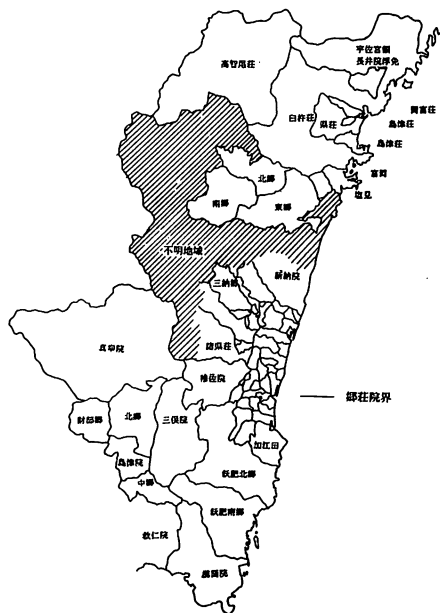 高智尾荘
宇佐宮領
長井院浮免
臼杵荘
県荘
島津荘
島津荘
富岡
塩見
北郷
南郷
東郷
不明地域
新納院
三納郷
真幸院
穆佐院
財部郷
北郷
三俣院
郷荘院界
加江田
島津院
飫肥北郷
中郷
飫肥南郷
救仁院
櫛間院